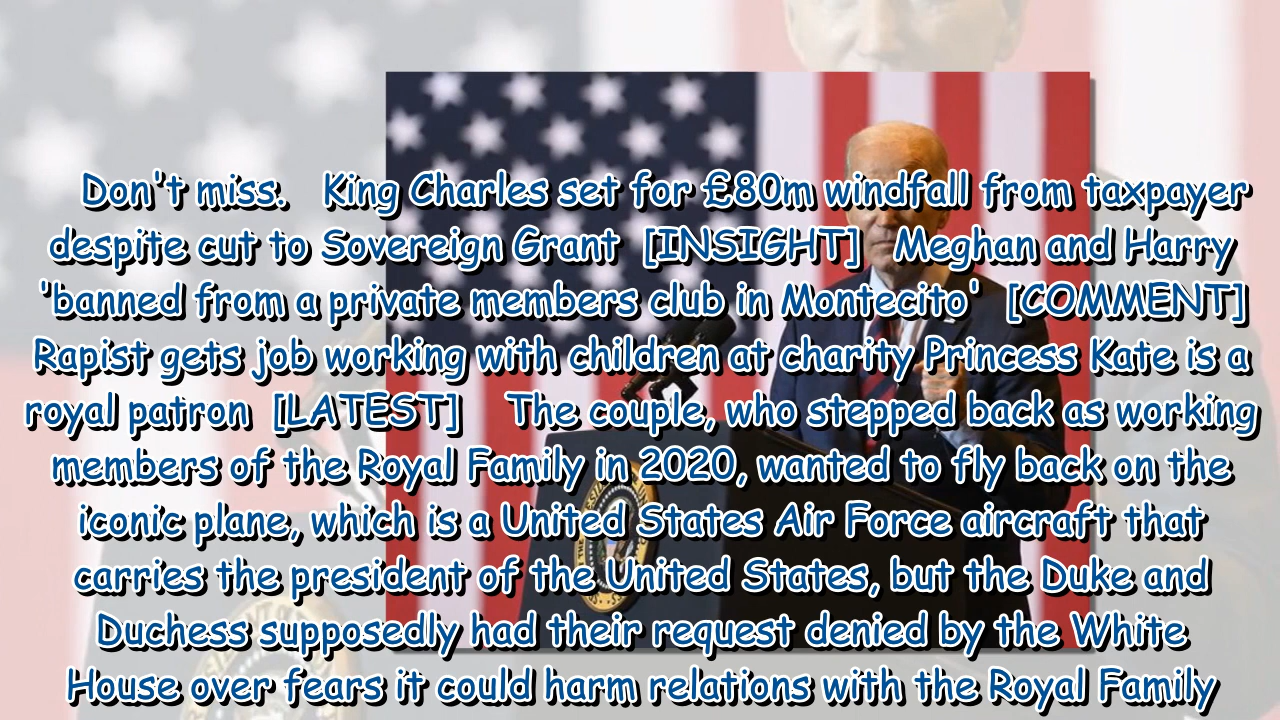 Don't miss. King Charles set for £80m windfall from taxpayer
despite cut to Sovereign Grant [INSIGHT] Meghan and Harry
'banned from a private members club in Montecito' [COMMENT]
Rapist gets job working with children at charity Princess Kate is a
royal patron [LATEST] The couple, who stepped back as working
members of the Royal Family in 2020, wanted to fly back on the
iconic plane, which is a United States Air Force aircraft that
carries the president of the United States, but the Duke and
Duchess supposedly had their request denied by the White
House over fears it could harm relations with the Royal Family